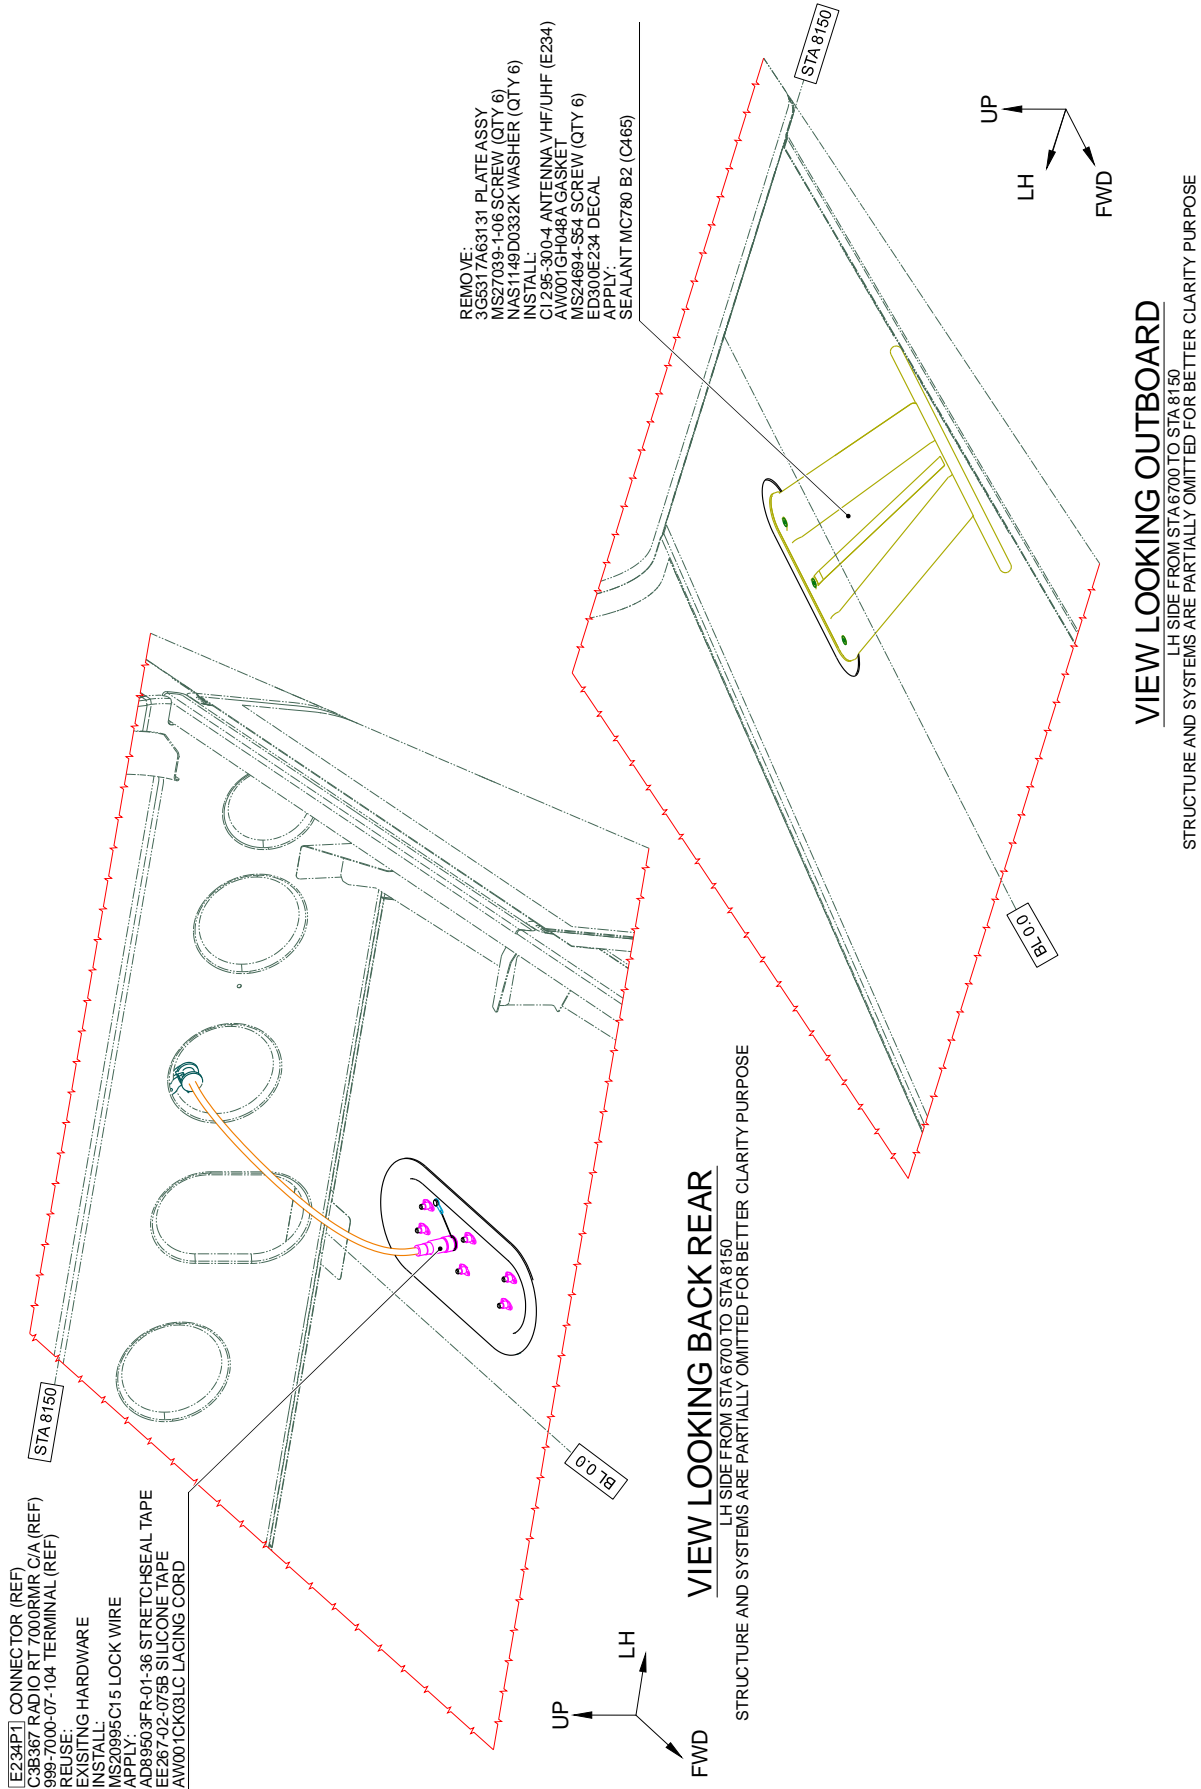 E234P1 CONNECTOR (REF)
C3B367 RADIO RT 7000RMR C/A (REF)
999-7000-07-104 TERMINAL (REF)
REUSE:
EXISITNG HARDWARE
INSTALL:
MS20995C15 LOCK WIRE
APPLY:
AD89503FR-01-36 STRETCHSEAL TAPE
EE267-02-075B SILICONE TAPE
AW001CK03LC LACING CORD
STA 8150
BL 0.0
UP
LH
FWD
VIEW LOOKING BACK REAR
LH SIDE FROM STA 6700 TO STA 8150
STRUCTURE AND SYSTEMS ARE PARTIALLY OMITTED FOR BETTER CLARITY PURPOSE
REMOVE:
3G5317A63131 PLATE ASSY
MS27039-1-06 SCREW (QTY 6)
NAS1149D0332K WASHER (QTY 6)
INSTALL:
CI 295-300-4 ANTENNA VHF/UHF (E234)
AW001GH048A GASKET
MS24694-S54 SCREW (QTY 6)
ED300E234 DECAL
APPLY:
SEALANT MC780 B2 (C465)
STA 8150
BL 0.0
UP
LH
FWD
VIEW LOOKING OUTBOARD
LH SIDE FROM STA 6700 TO STA 8150
STRUCTURE AND SYSTEMS ARE PARTIALLY OMITTED FOR BETTER CLARITY PURPOSE